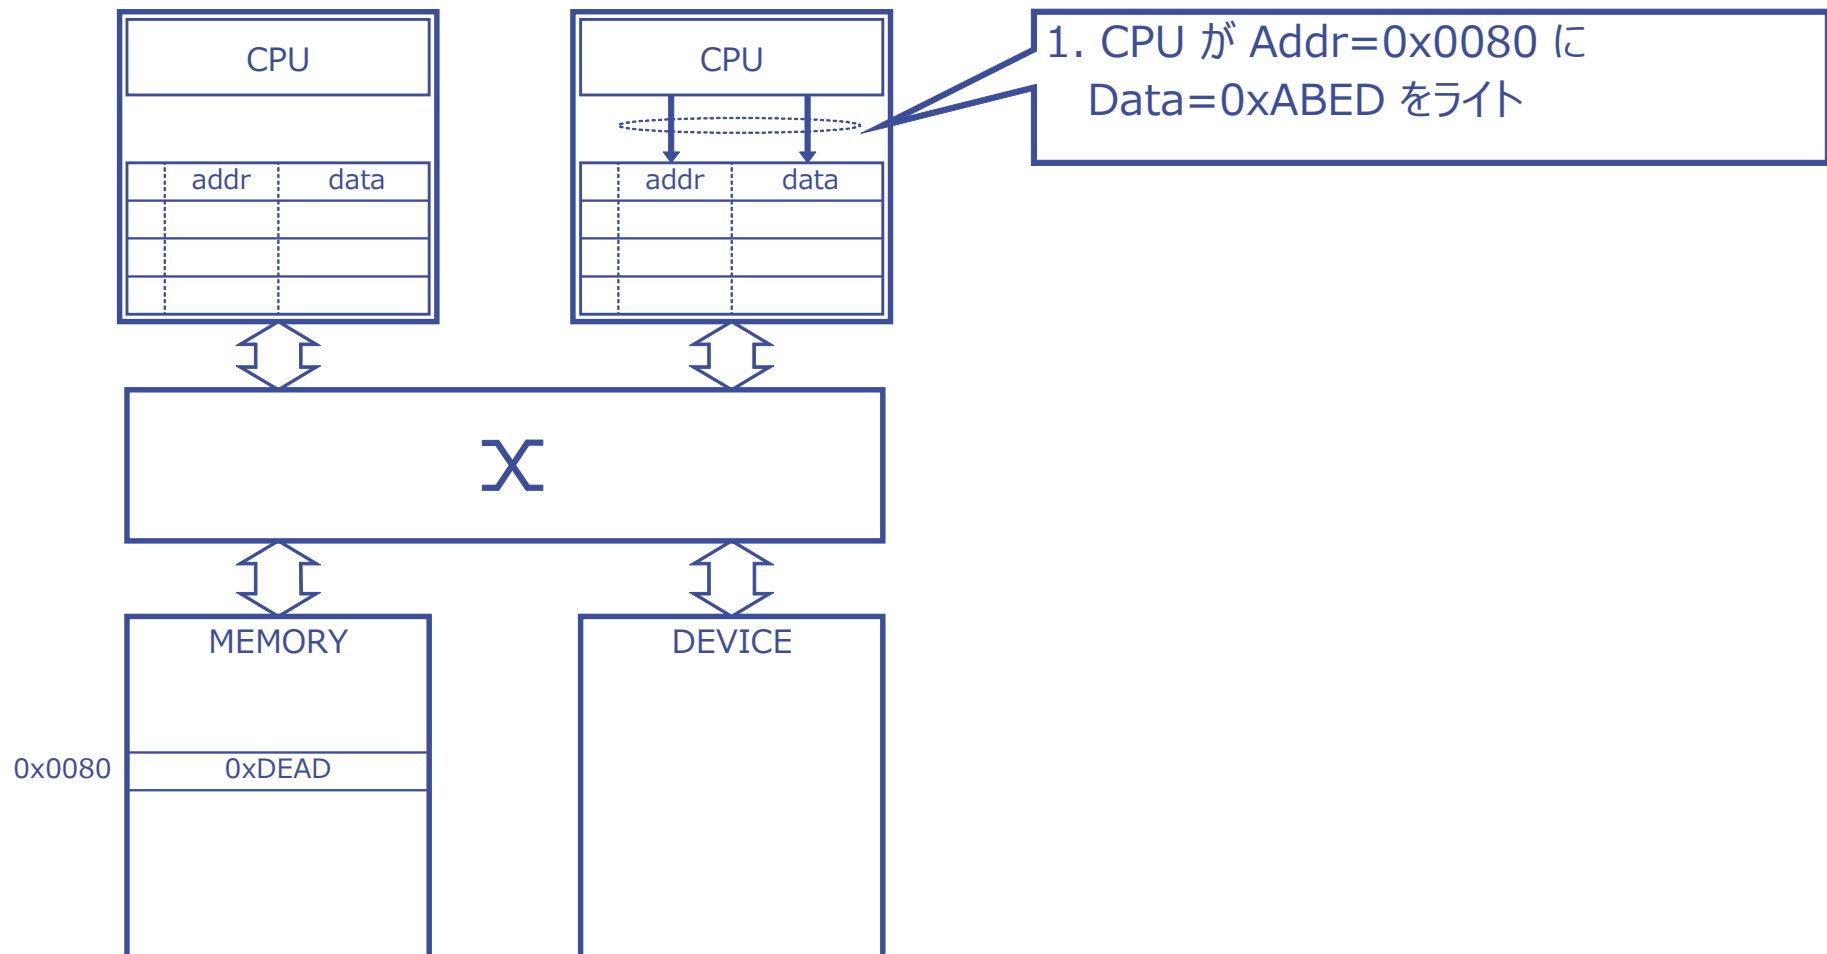 CPU
CPU
1. CPU が Addr=0x0080 に
Data=0xABED をライト
addr data
addr data
MEMORY
DEVICE
0x0080
0xDEAD